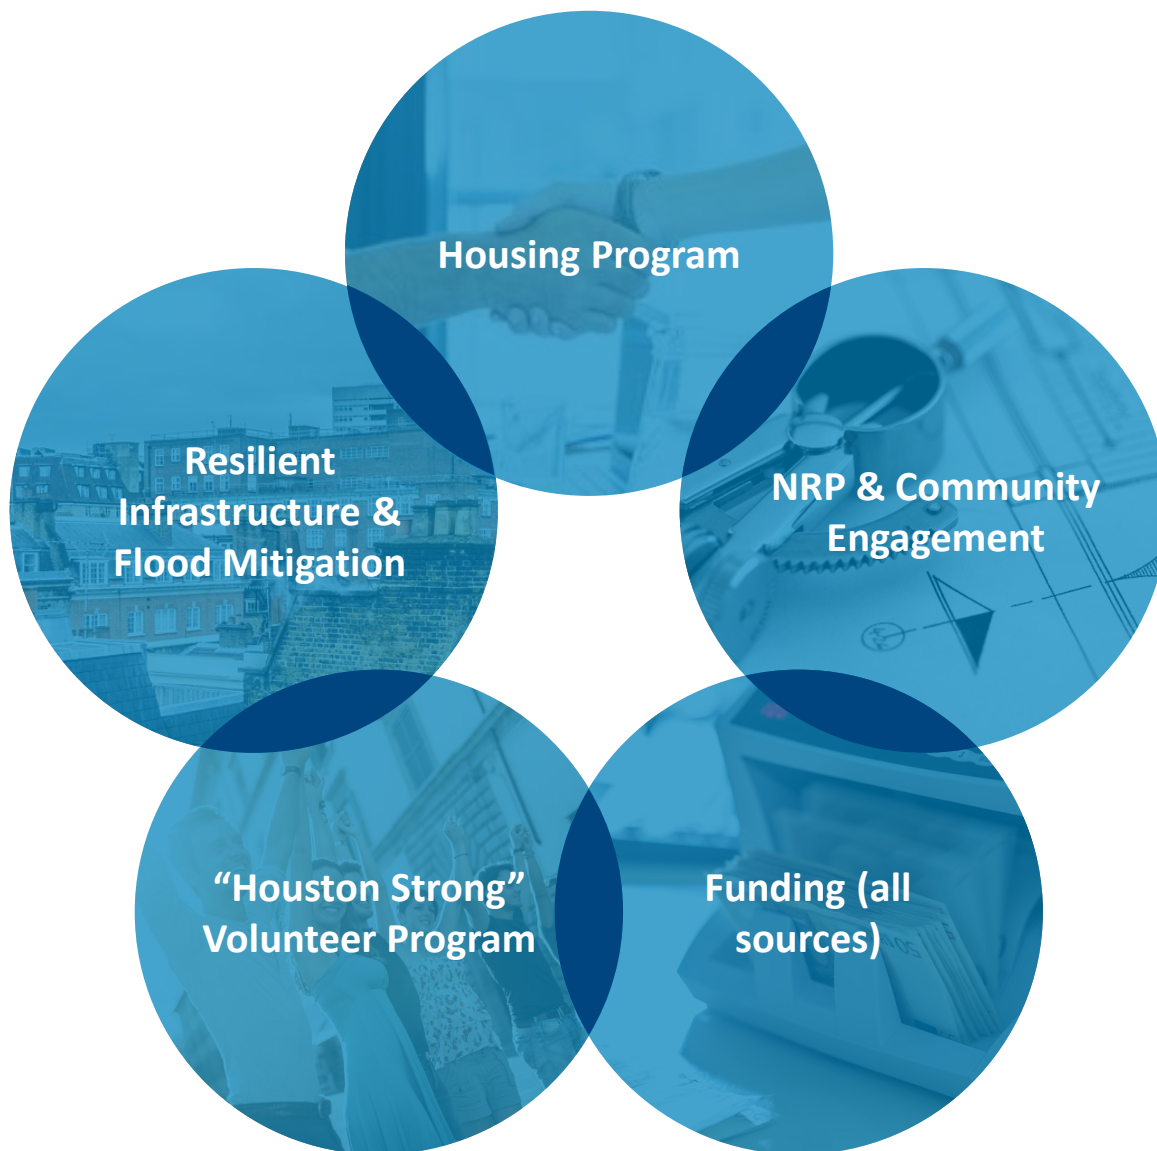 Housing Program
Resilient
Infrastructure &
Flood Mitigation
NRP & Community
Engagement
“Houston Strong”
Volunteer Program
Funding (all
sources)